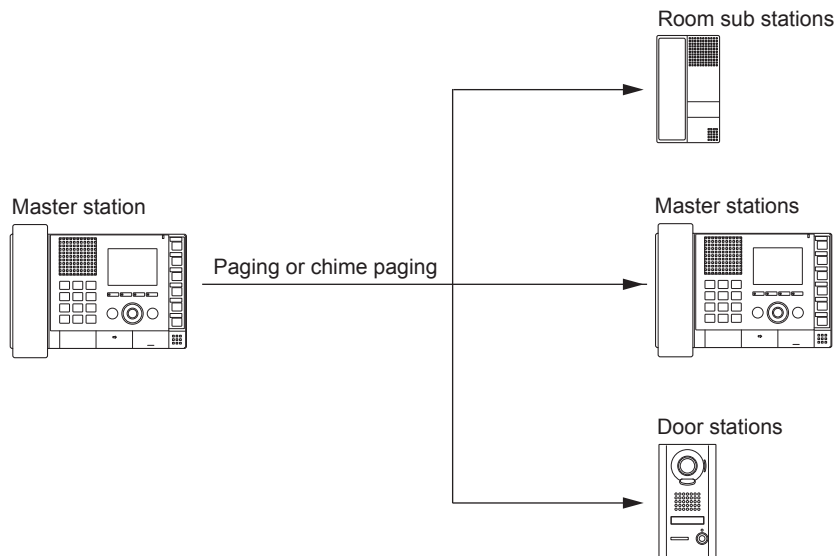 Room sub stations
Master station
Master stations
Paging or chime paging
Door stations